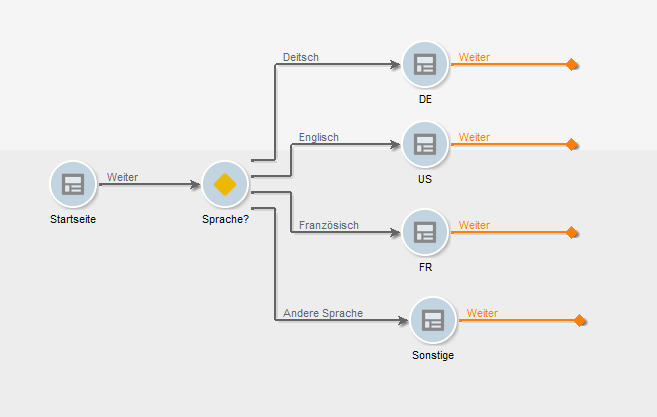 Deitsch
Weiter
DE
Englisch
Weiter
US
Weiter
Startseite
Sprache?
Französisch
Weiter
FR
Andere Sprache
Weiter
Sonstige